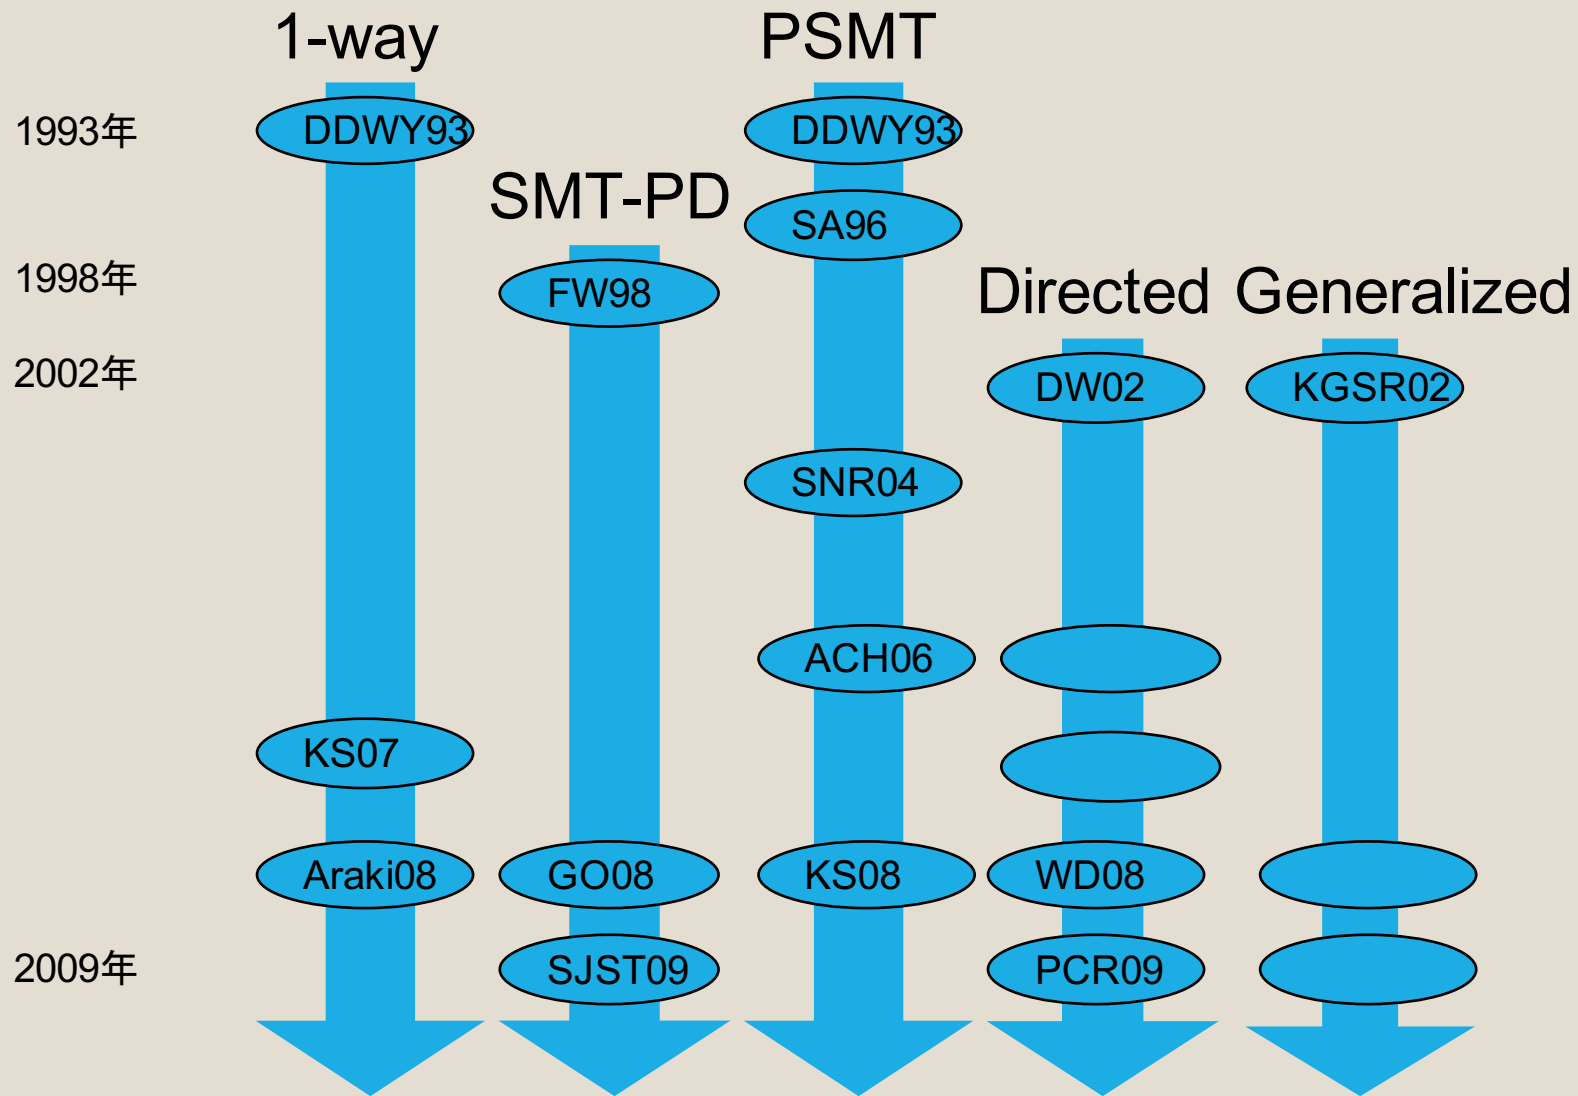 1-way PSMT
1993年 DDWY93 DDWY93
SMT-PD SA96
1998年 FW98 Directed Generalized
2002年 DW02 KGSR02
SNR04
ACH06
KS07
Araki08 GO08 KS08 WD08
2009年 SJST09 PCR09